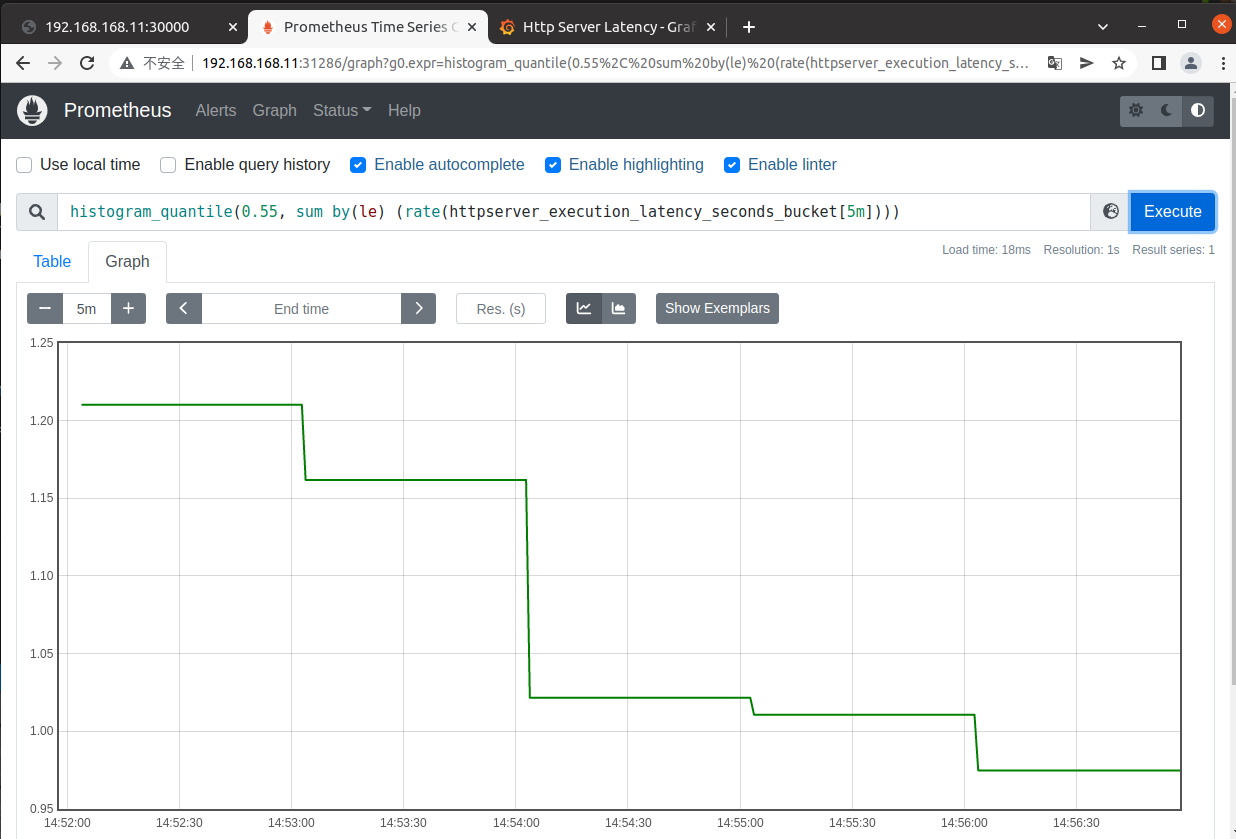 192.168.168.11:30000
Prometheus Time Series C
Http Server Latency - Graf
不安全
192.168.168.11:31286/graph?g0.expr=histogram_quantile(0.55%2C%20sum%20by(le)%20(rate(httpserver_execution_latency_s...
Prometheus Alerts Graph Status Help
Use local time Enable query history Enable autocomplete Enable highlighting Enable linter
histogram_quantile(0.55, sum by(le) (rate(httpserver_execution_latency_seconds_bucket[5m])))
Execute
Load time: 18ms Resolution: 1s Result series: 1
Table Graph
5m End time Res. (s) Show Exemplars
1.25
1.20
1.15
1.10
1.05
1.00
0.95
14:52:00 14:52:30 14:53:00 14:53:30 14:54:00 14:54:30 14:55:00 14:55:30 14:56:00 14:56:30